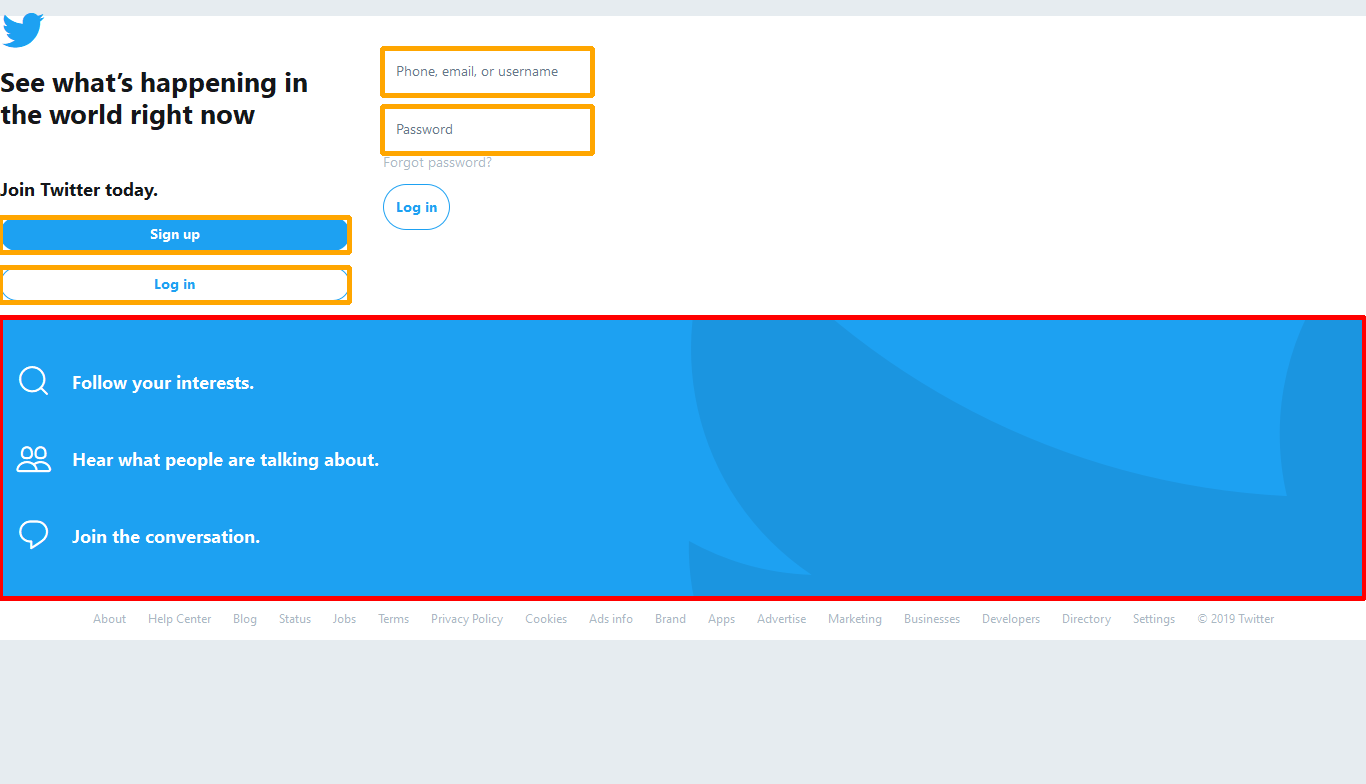 See what’s happening in
the world right now
Join Twitter today.
Sign up
Log in
Phone, email, or username
Password
Forgot password?
Log in
Follow your interests.
Hear what people are talking about.
Join the conversation.
About Help Center Blog Status Jobs Terms Privacy Policy Cookies Ads info Brand Apps Advertise Marketing Businesses Developers Directory Settings © 2019 Twitter